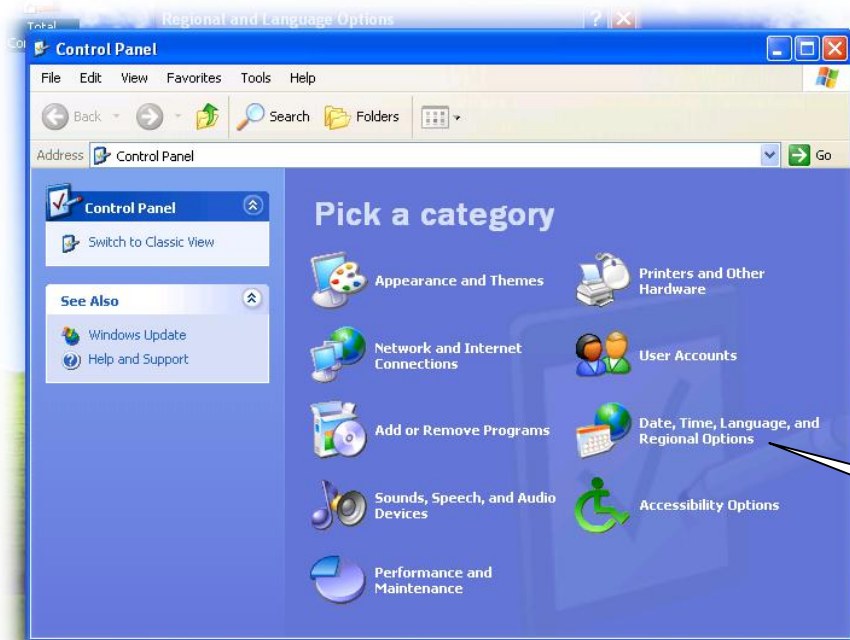 Total
Regional and Language Options
Control Panel
File Edit View Favorites Tools Help
Back Search Folders
Address Control Panel Go
Control Panel
Switch to Classic View
See Also
Windows Update
Help and Support
Pick a category
Appearance and Themes
Printers and Other
Hardware
Network and Internet
Connections
User Accounts
Add or Remove Programs
Date, Time, Language, and
Regional Options
Sounds, Speech, and Audio
Devices
Accessibility Options
Performance and
Maintenance